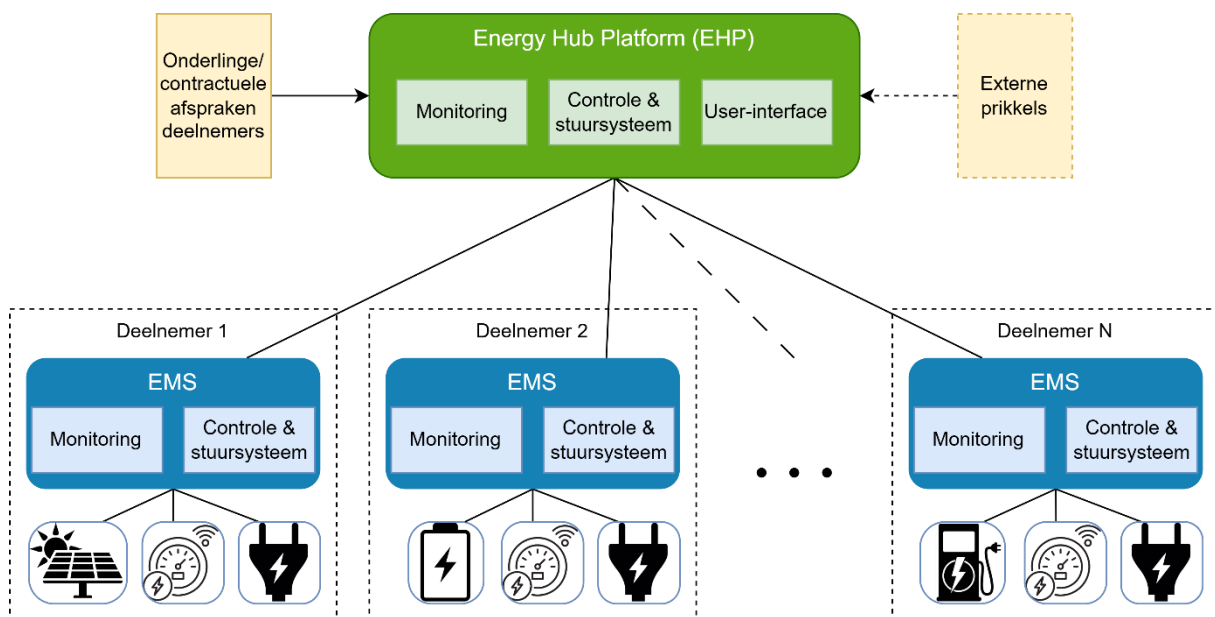 Energy Hub Platform (EHP)
Onderlinge/
contractuele
afspraken
deelnemers
Monitoring
Controle &
stuursysteem
User-interface
Externe
prikkels
Deelnemer 1
EMS
Monitoring
Controle &
stuursysteem
Deelnemer 2
EMS
Monitoring
Controle &
stuursysteem
Deelnemer N
EMS
Monitoring
Controle &
stuursysteem